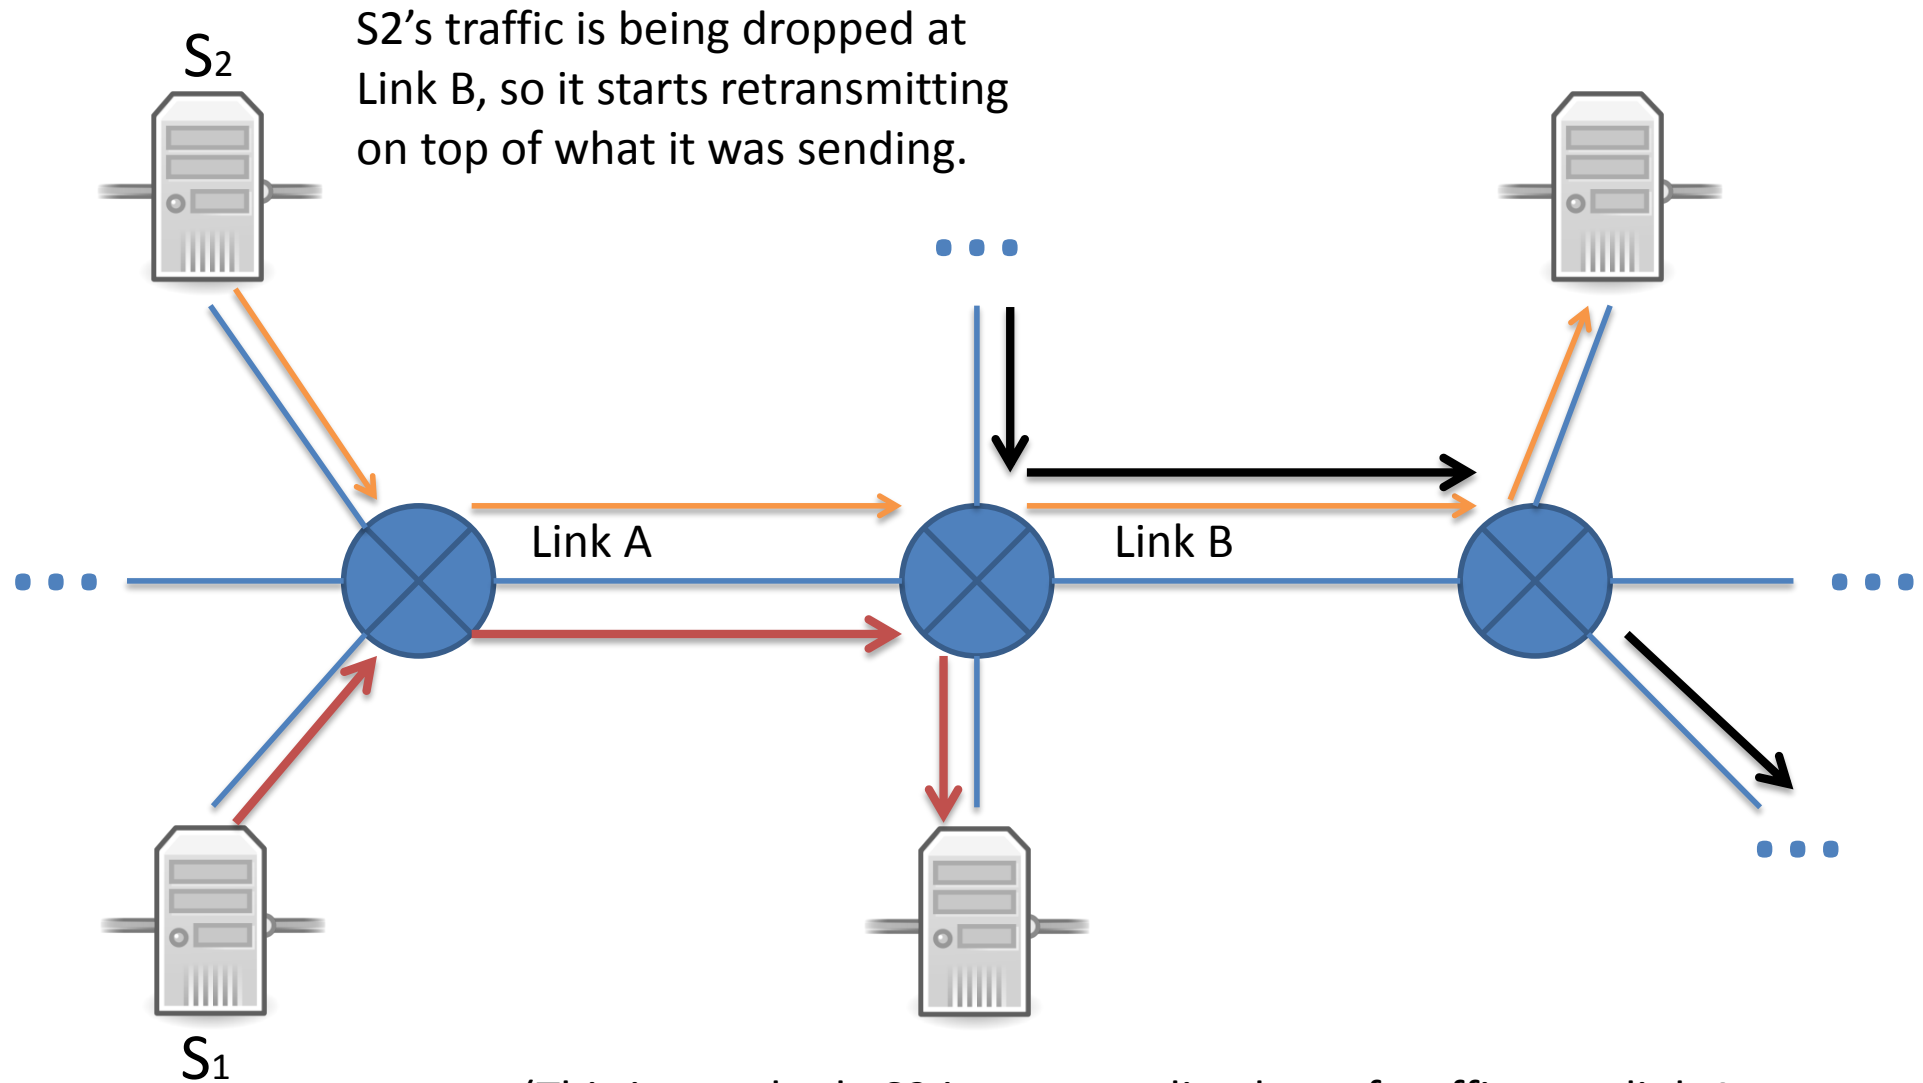 S2
S2’s traffic is being dropped at
Link B, so it starts retransmitting
on top of what it was sending.
Link A
Link B
S1